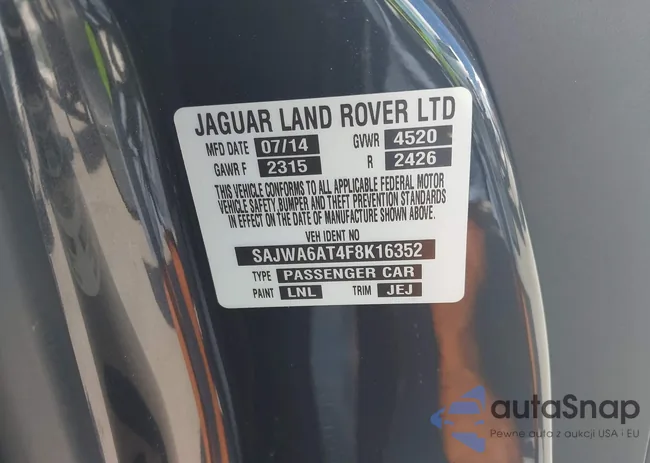 JAGUAR LAND ROVER LTD
MFD DATE 07/14 GVWR 4520
GAWR F 2315 R 2426
THIS VEHICLE CONFORMS TO ALL APPLICABLE FEDERAL MOTOR
VEHICLE SAFETY,BUMPER AND THEFT PREVENTION STANDARDS
IN EFFECT ON THE DATE OF MANUFACTURE SHOWN ABOVE.
VEH IDENT NO
SAJWA6AT4F8K16352
TYPE PASSENGER CAR
PAINT LNL TRIM JEJ
autaSnap
Pewne auta z aukcji USA i EU